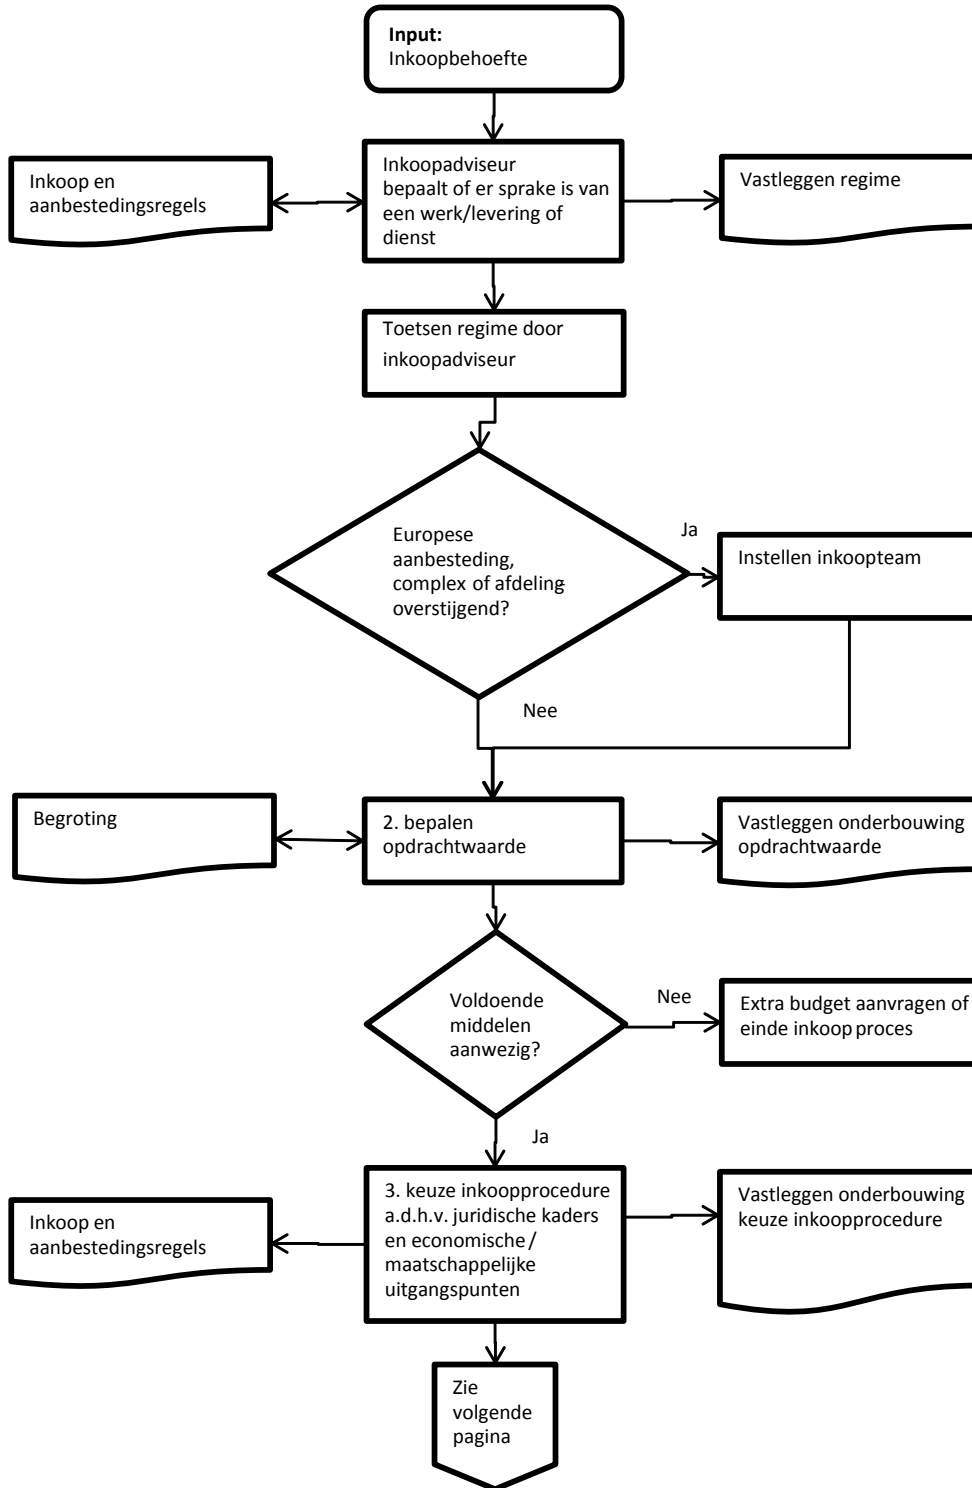 Input:
Inkoopbehoefte
Inkoop en
aanbestedingsregels
Inkoopadviseur
bepaalt of er sprake is van
een werk/levering of
dienst
Vastleggen regime
Toetsen regime door
inkoopadviseur
Europese
aanbesteding,
complex of afdeling-
overstijgend?
Ja
Instellen inkoopteam
Nee
Begroting
2. bepalen
opdrachtwaarde
Vastleggen onderbouwing
opdrachtwaarde
Voldoende
middelen
aanwezig?
Nee
Extra budget aanvragen of
einde inkoop proces
Ja
Inkoop en
aanbestedingsregels
3. keuze inkoopprocedure
a.d.h.v. juridische kaders
en economische /
maatschappelijke
uitgangspunten
Vastleggen onderbouwing
keuze inkoopprocedure
Zie
volgende
pagina